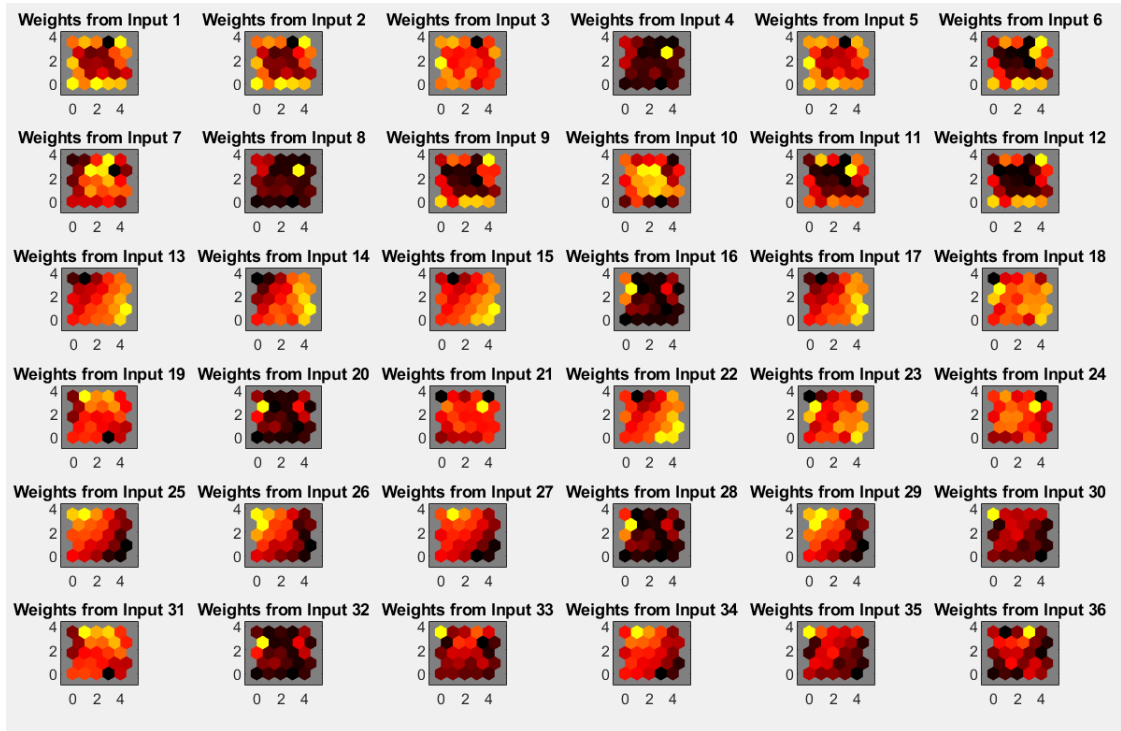 Weights from Input 1 Weights from Input 2 Weights from Input 3 Weights from Input 4 Weights from Input 5 Weights from Input 6
4 4 4 4 4 4
2 2 2 2 2 2
0 0 0 0 0 0
0 2 4 0 2 4 0 2 4 0 2 4 0 2 4 0 2 4
Weights from Input 7 Weights from Input 8 Weights from Input 9 Weights from Input 10 Weights from Input 11 Weights from Input 12
4 4 4 4 4 4
2 2 2 2 2 2
0 0 0 0 0 0
0 2 4 0 2 4 0 2 4 0 2 4 0 2 4 0 2 4
Weights from Input 13 Weights from Input 14 Weights from Input 15 Weights from Input 16 Weights from Input 17 Weights from Input 18
4 4 4 4 4 4
2 2 2 2 2 2
0 0 0 0 0 0
0 2 4 0 2 4 0 2 4 0 2 4 0 2 4 0 2 4
Weights from Input 19 Weights from Input 20 Weights from Input 21 Weights from Input 22 Weights from Input 23 Weights from Input 24
4 4 4 4 4 4
2 2 2 2 2 2
0 0 0 0 0 0
0 2 4 0 2 4 0 2 4 0 2 4 0 2 4 0 2 4
Weights from Input 25 Weights from Input 26 Weights from Input 27 Weights from Input 28 Weights from Input 29 Weights from Input 30
4 4 4 4 4 4
2 2 2 2 2 2
0 0 0 0 0 0
0 2 4 0 2 4 0 2 4 0 2 4 0 2 4 0 2 4
Weights from Input 31 Weights from Input 32 Weights from Input 33 Weights from Input 34 Weights from Input 35 Weights from Input 36
4 4 4 4 4 4
2 2 2 2 2 2
0 0 0 0 0 0
0 2 4 0 2 4 0 2 4 0 2 4 0 2 4 0 2 4